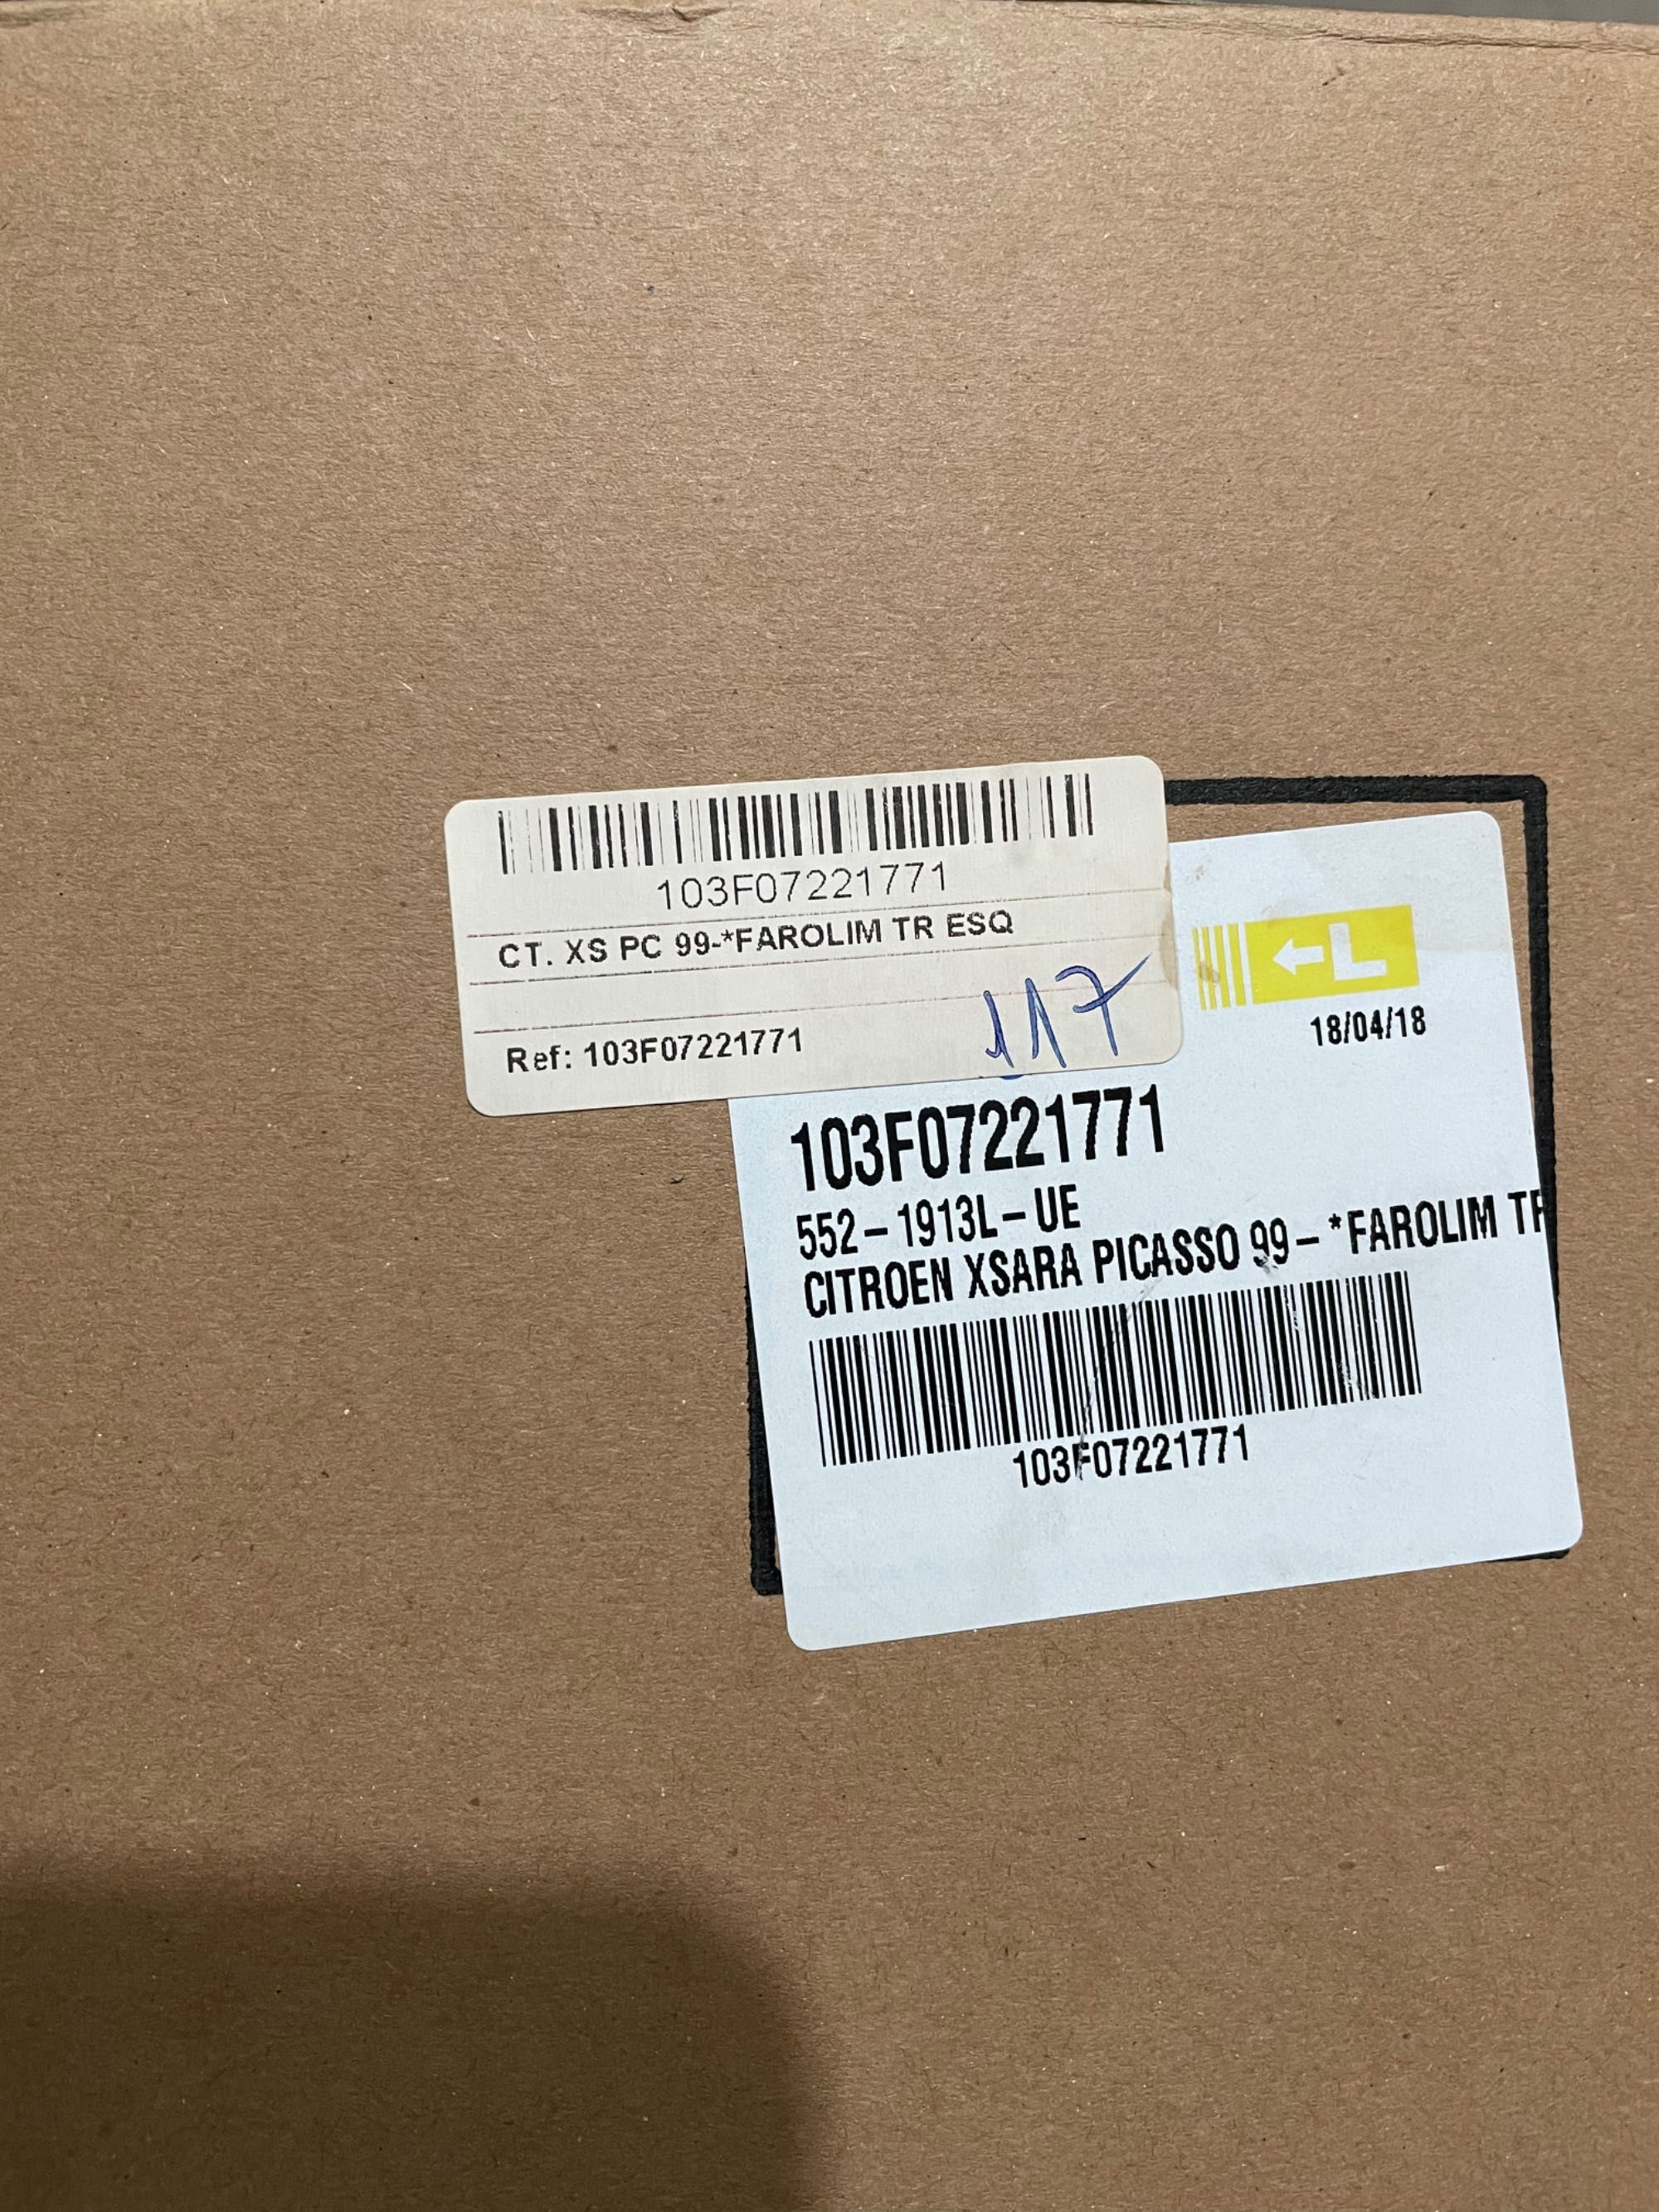 103F07221771
CT. XS PC 99-*FAROLIM TR ESQ
Ref: 103F07221771
117
←L
18/04/18
103F07221771
552-1913L-UE
CITROEN XSARA PICASSO 99-*FAROLIM TR
103F07221771